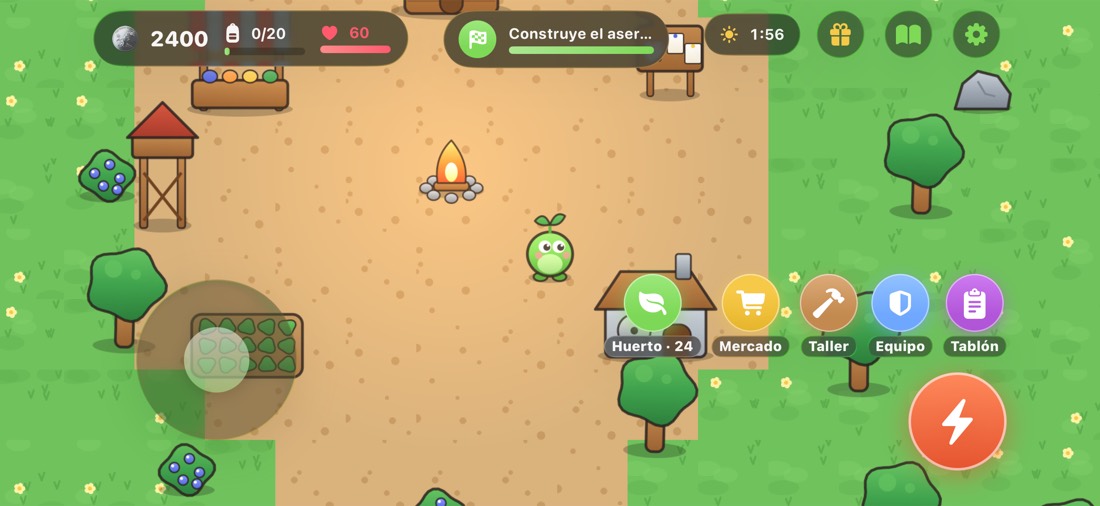 2400
0/20
60
Construye el aser...
1:56
Huerto · 24
Mercado
Taller
Equipo
Tablón